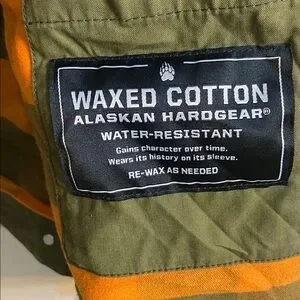 WAXED COTTON
ALASKAN HARDGEAR®
WATER-RESISTANT
Gains character over time.
Wears its history on its sleeve.
RE-WAX AS NEEDED